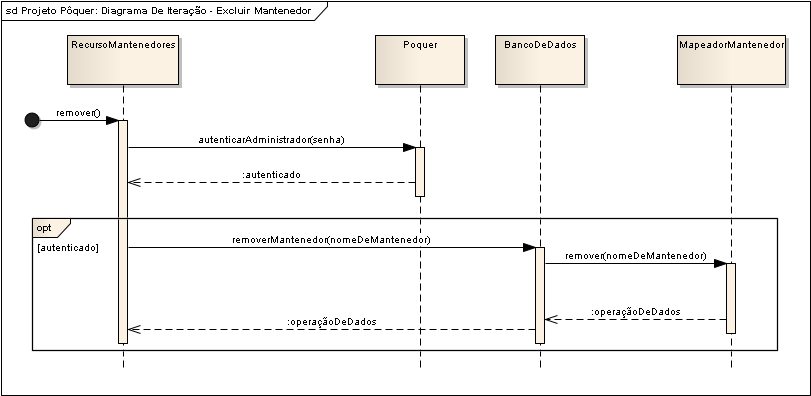 sd Projeto Pôquer: Diagrama De Iteração - Excluir Mantenedor
RecursoMantenedores
Poquer
BancoDeDados
MapeadorMantenedor
remover()
autenticarAdministrador(senha)
:autenticado
opt
[autenticado]
removerMantenedor(nomeDeMantenedor)
remover(nomeDeMantenedor)
:operaçãoDeDados
:operaçãoDeDados